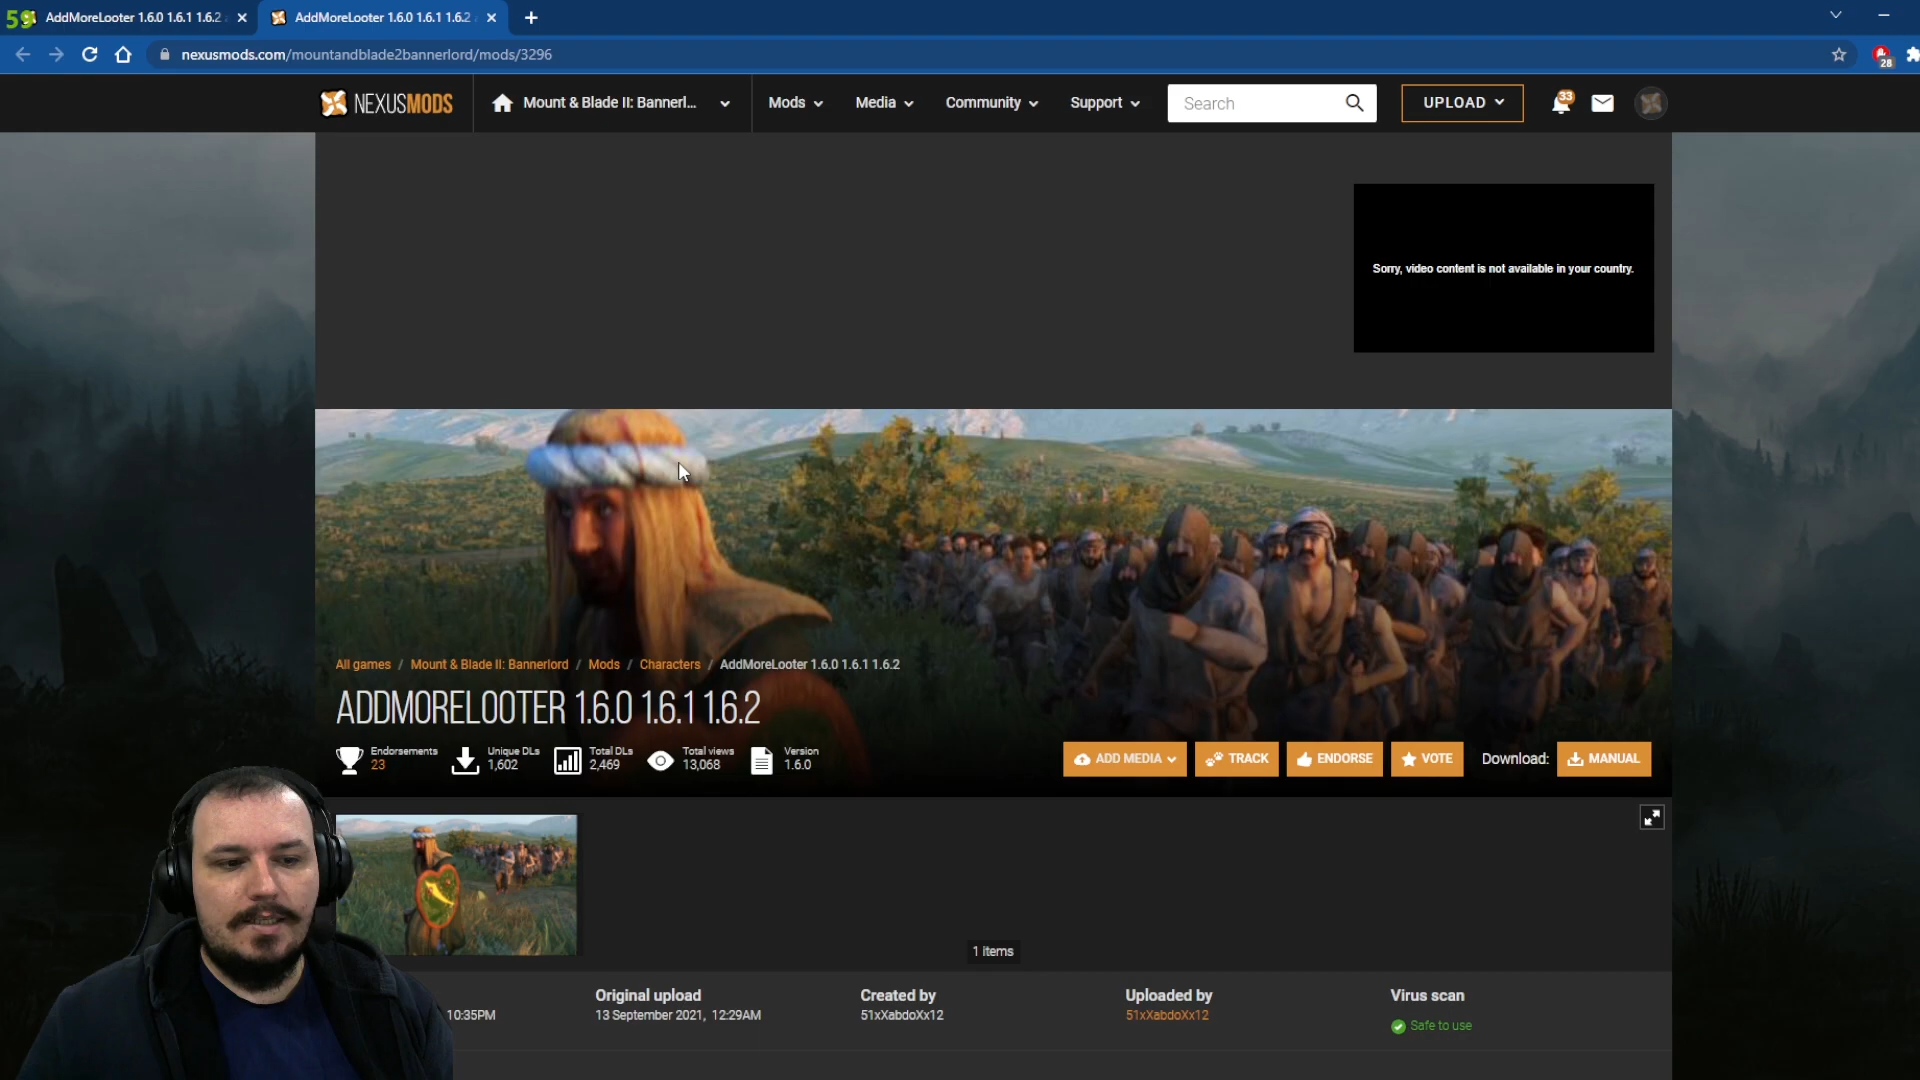 59
AddMoreLooter 1.6.0 1.6.1 1.6.2
AddMoreLooter 1.6.0 1.6.1 1.6.2
nexusmods.com/mountandblade2bannerlord/mods/3296
28
NEXUSMODS
Mount & Blade II: Bannerl...
Mods
Media
Community
Support
Search
UPLOAD
33
Sorry, video content is not available in your country.
All games / Mount & Blade II: Bannerlord / Mods / Characters / AddMoreLooter 1.6.0 1.6.1 1.6.2
ADDMORELOOTER 1.6.0 1.6.1 1.6.2
Endorsements
23
Unique DLs
1,602
Total DLs
2,469
Total views
13,068
Version
1.6.0
ADD MEDIA
TRACK
ENDORSE
VOTE
Download:
MANUAL
1 items
10:35PM
Original upload
13 September 2021, 12:29AM
Created by
51xXabdoXx12
Uploaded by
51xXabdoXx12
Virus scan
Safe to use